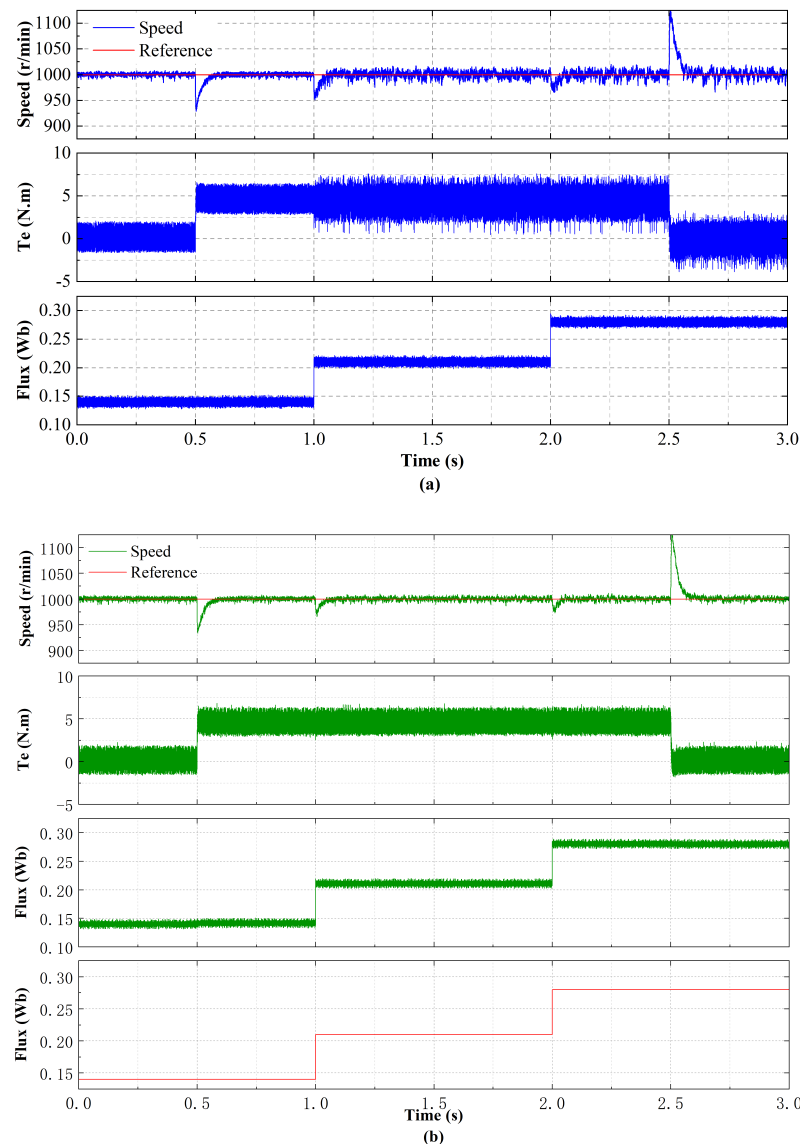 Speed (r/min)
1100
1050
1000
950
900
Speed
Reference
Te (N.m)
10
5
0
-5
Flux (Wb)
0.30
0.25
0.20
0.15
0.10
0.0 0.5 1.0 1.5 2.0 2.5 3.0
Time (s)
(a)
Speed (r/min)
1100
1050
1000
950
900
Speed
Reference
Te (N.m)
10
5
0
-5
Flux (Wb)
0.30
0.25
0.20
0.15
0.10
Flux (Wb)
0.30
0.25
0.20
0.15
0.0 0.5 1.0 1.5 2.0 2.5 3.0
Time (s)
(b)